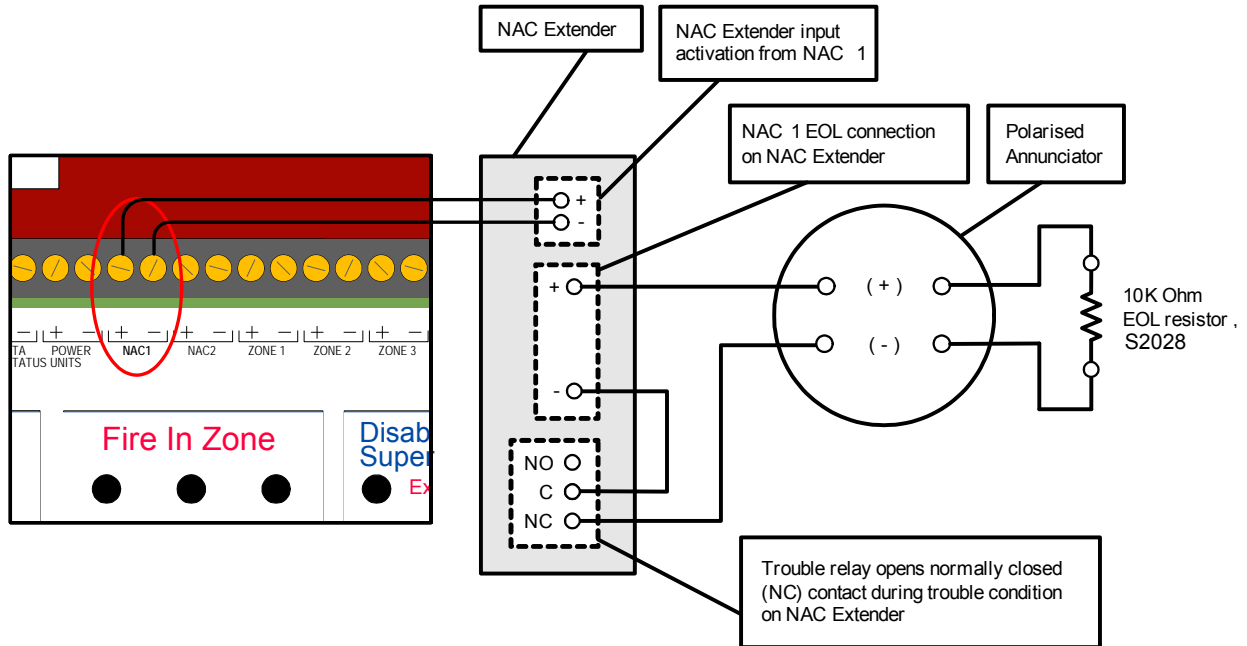 NAC Extender
NAC Extender input
activation from NAC 1
NAC 1 EOL connection
on NAC Extender
Polarised
Annunciator
+
-
+
-
NO
C
NC
(+)
(-)
10K Ohm
EOL resistor ,
S2028
− + − + − + − + − + − + −
TA POWER NAC1 NAC2 ZONE 1 ZONE 2 ZONE 3
TATUS UNITS
Fire In Zone
Disab
Super
Ex
Trouble relay opens normally closed
(NC) contact during trouble condition
on NAC Extender